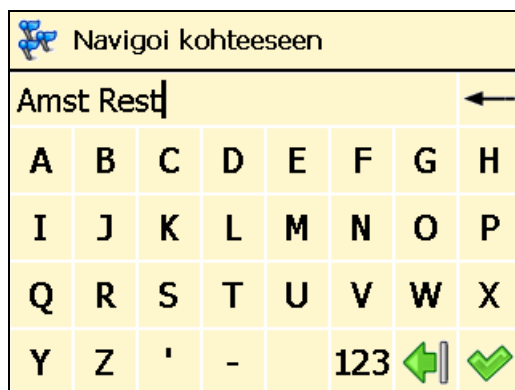 Navigoi kohteeseen
Amst Rest
A B C D E F G H
I J K L M N O P
Q R S T U V W X
Y Z ' - 123